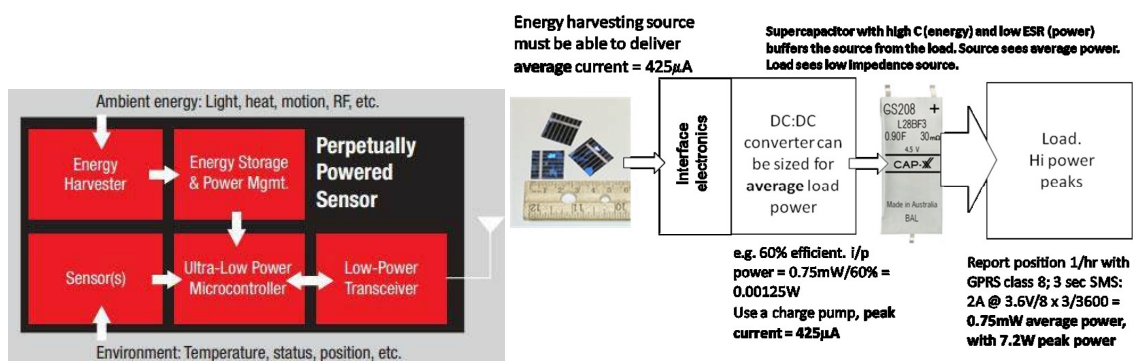 Ambient energy: Light, heat, motion, RF, etc.
Energy
Harvester
Energy Storage
& Power Mgmt.
Perpetually
Powered
Sensor
Sensor(s)
Ultra-Low Power
Microcontroller
Low-Power
Transceiver
Environment: Temperature, status, position, etc.
Energy harvesting source
must be able to deliver
average current = 425µA
Supercapacitor with high C (energy) and low ESR (power)
buffers the source from the load. Source sees average power.
Load sees low impedance source.
Interface
electronics
DC:DC
converter can
be sized for
average load
power
GS208 +
L28BF3
0.90F 30mΩ
4.5 V
CAP-XX
Made in Australia
BAL
Load.
Hi power
peaks
e.g. 60% efficient. i/p
power = 0.75mW/60% =
0.00125W
Use a charge pump, peak
current = 425µA
Report position 1/hr with
GPRS class 8; 3 sec SMS:
2A @ 3.6V/8 x 3/3600 =
0.75mW average power,
with 7.2W peak power